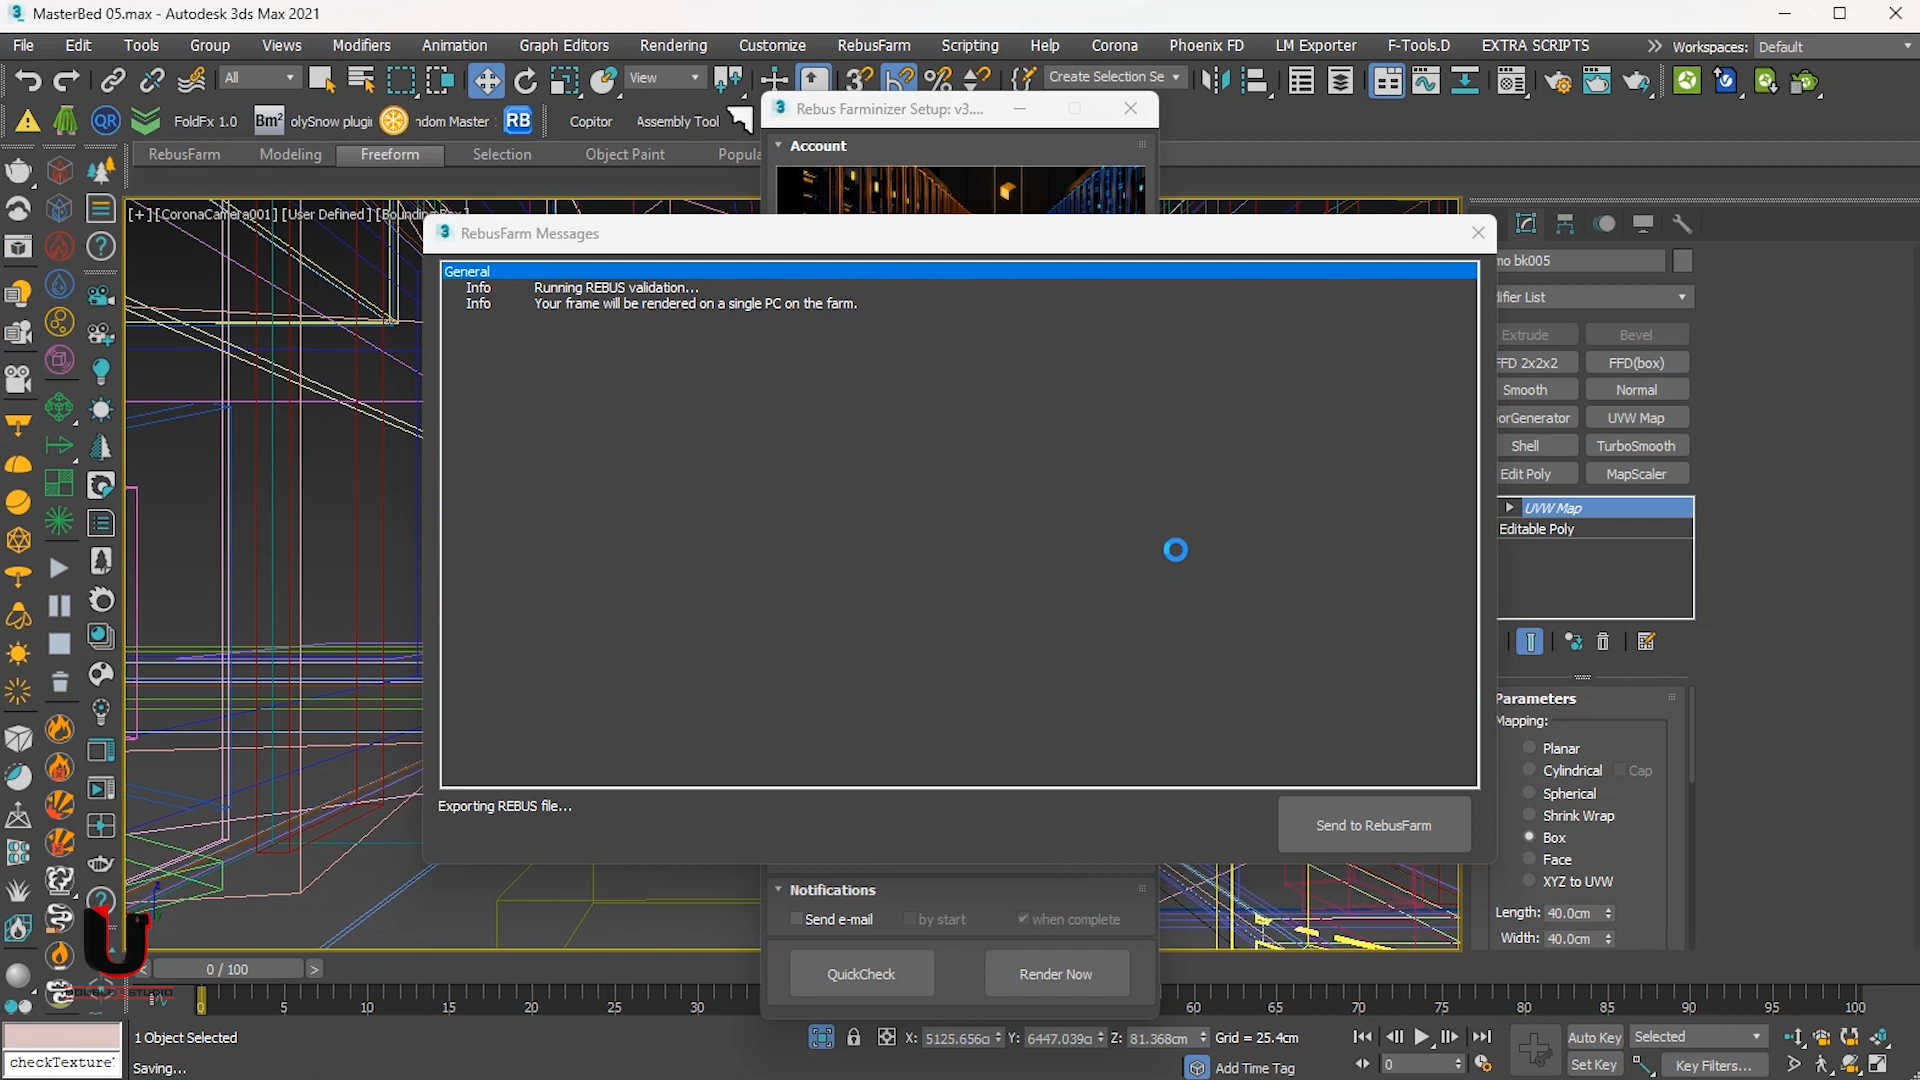 MasterBed 05.max - Autodesk 3ds Max 2021
File Edit Tools Group Views Modifiers Animation Graph Editors Rendering Customize RebusFarm Scripting Help Corona Phoenix FD LM Exporter F-Tools.D EXTRA SCRIPTS Workspaces: Default
All View Create Selection Se
FoldFx 1.0 Bm² olySnow plugi ndom Master RB Copitor Assembly Tool
QR
Rebus Farminizer Setup: v3....
RebusFarm Modeling Freeform Selection Object Paint Popula
Account
[+] [CoronaCamera001] [User Defined] [Bounding Box]
RebusFarm Messages
General
Info Running REBUS validation...
Info Your frame will be rendered on a single PC on the farm.
Exporting REBUS file...
Send to RebusFarm
mo bk005
ifier List
Extrude Bevel
FFD 2x2x2 FFD(box)
Smooth Normal
orGenerator UVW Map
Shell TurboSmooth
Edit Poly MapScaler
UVW Map
Editable Poly
Parameters
Mapping:
Planar
Cylindrical Cap
Spherical
Shrink Wrap
Box
Face
XYZ to UVW
Length: 40.0cm
Width: 40.0cm
Notifications
Send e-mail by start when complete
QuickCheck Render Now
U
DOUBLE U STUDIO
< 0 / 100 >
0 5 10 15 20 25 30 60 65 70 75 80 85 90 95 100
1 Object Selected X: 5125.656c Y: 6447.039c Z: 81.368cm Grid = 25.4cm Auto Key Selected
checkTexture Saving... Add Time Tag 0 Set Key Key Filters...